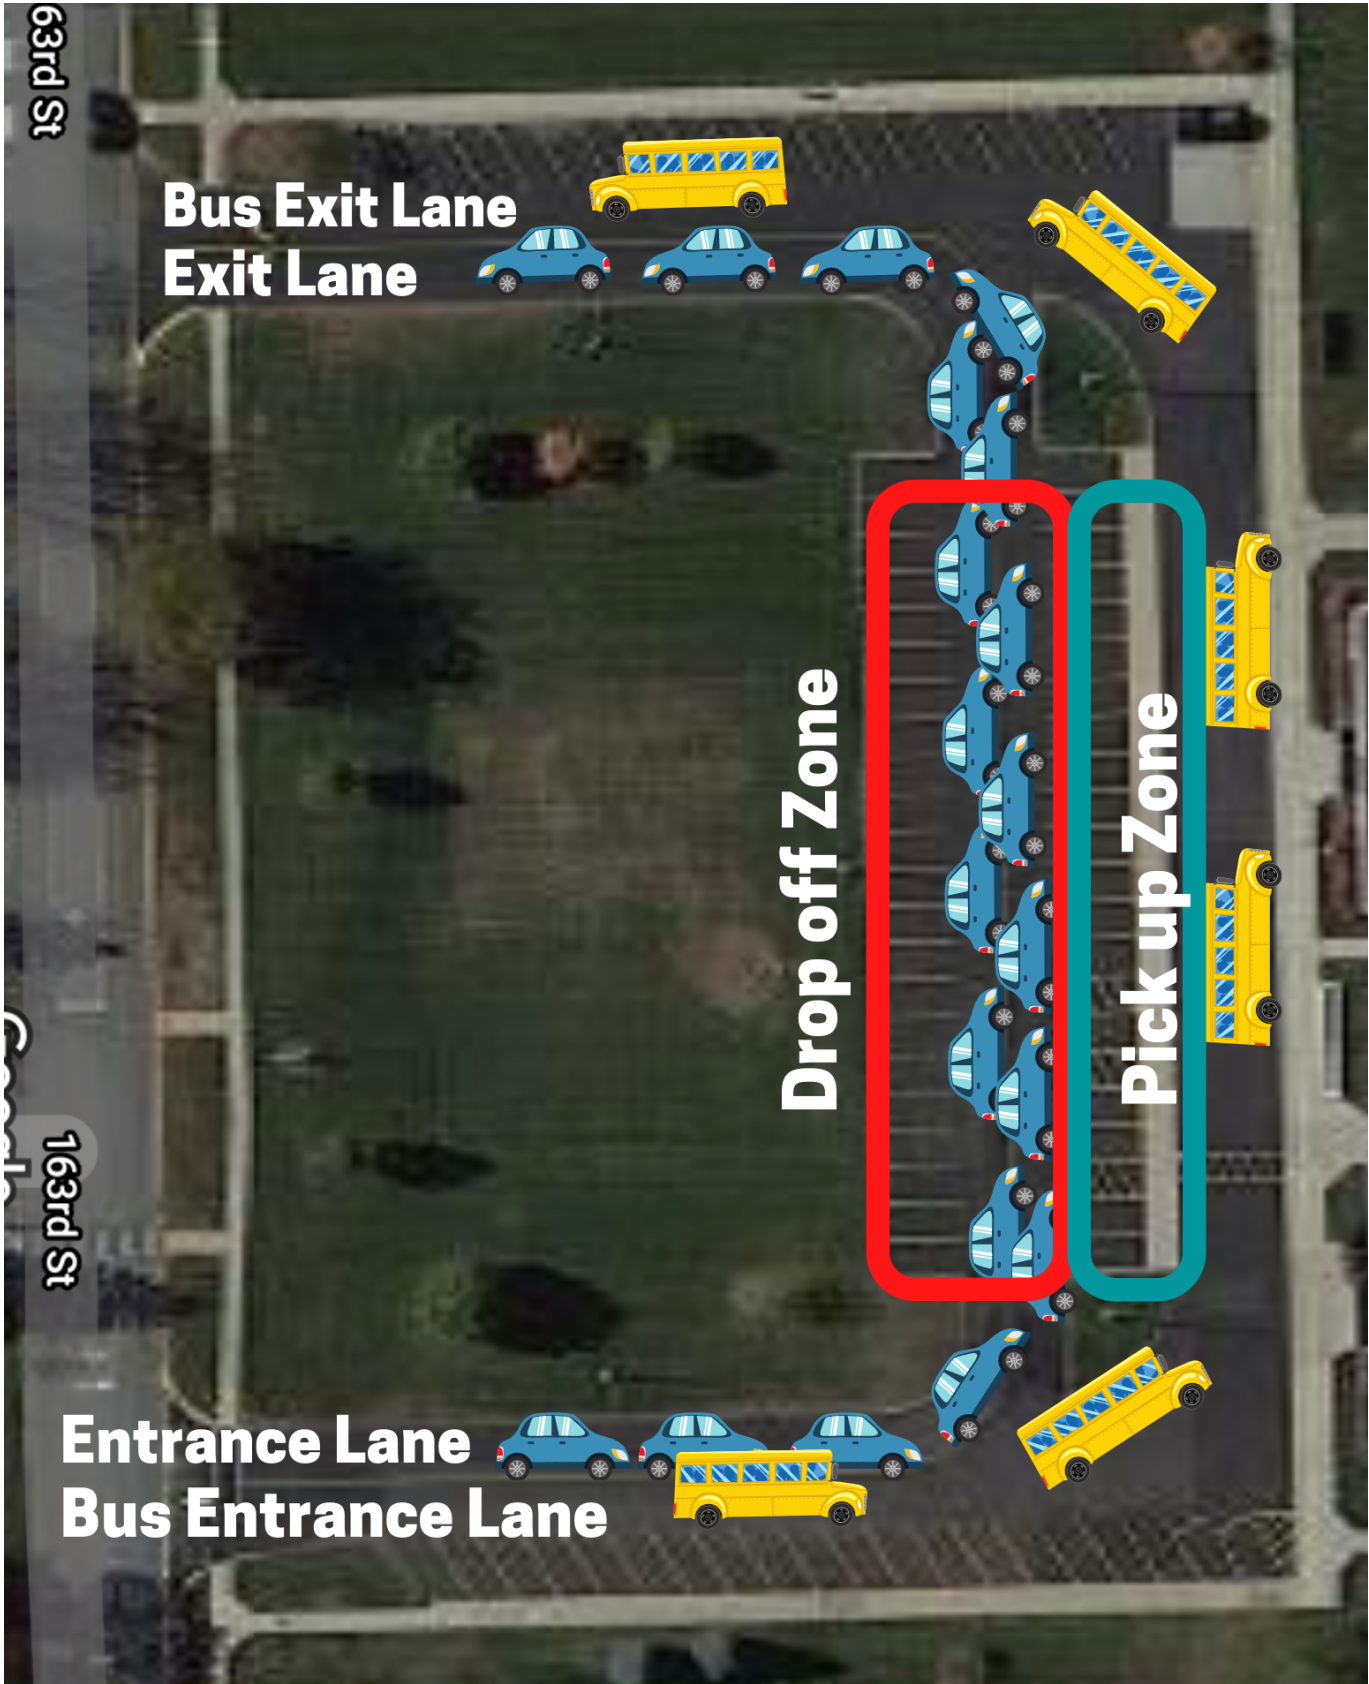 63rd St
Bus Exit Lane
Exit Lane
Drop off Zone
Pick up Zone
163rd St
Entrance Lane
Bus Entrance Lane